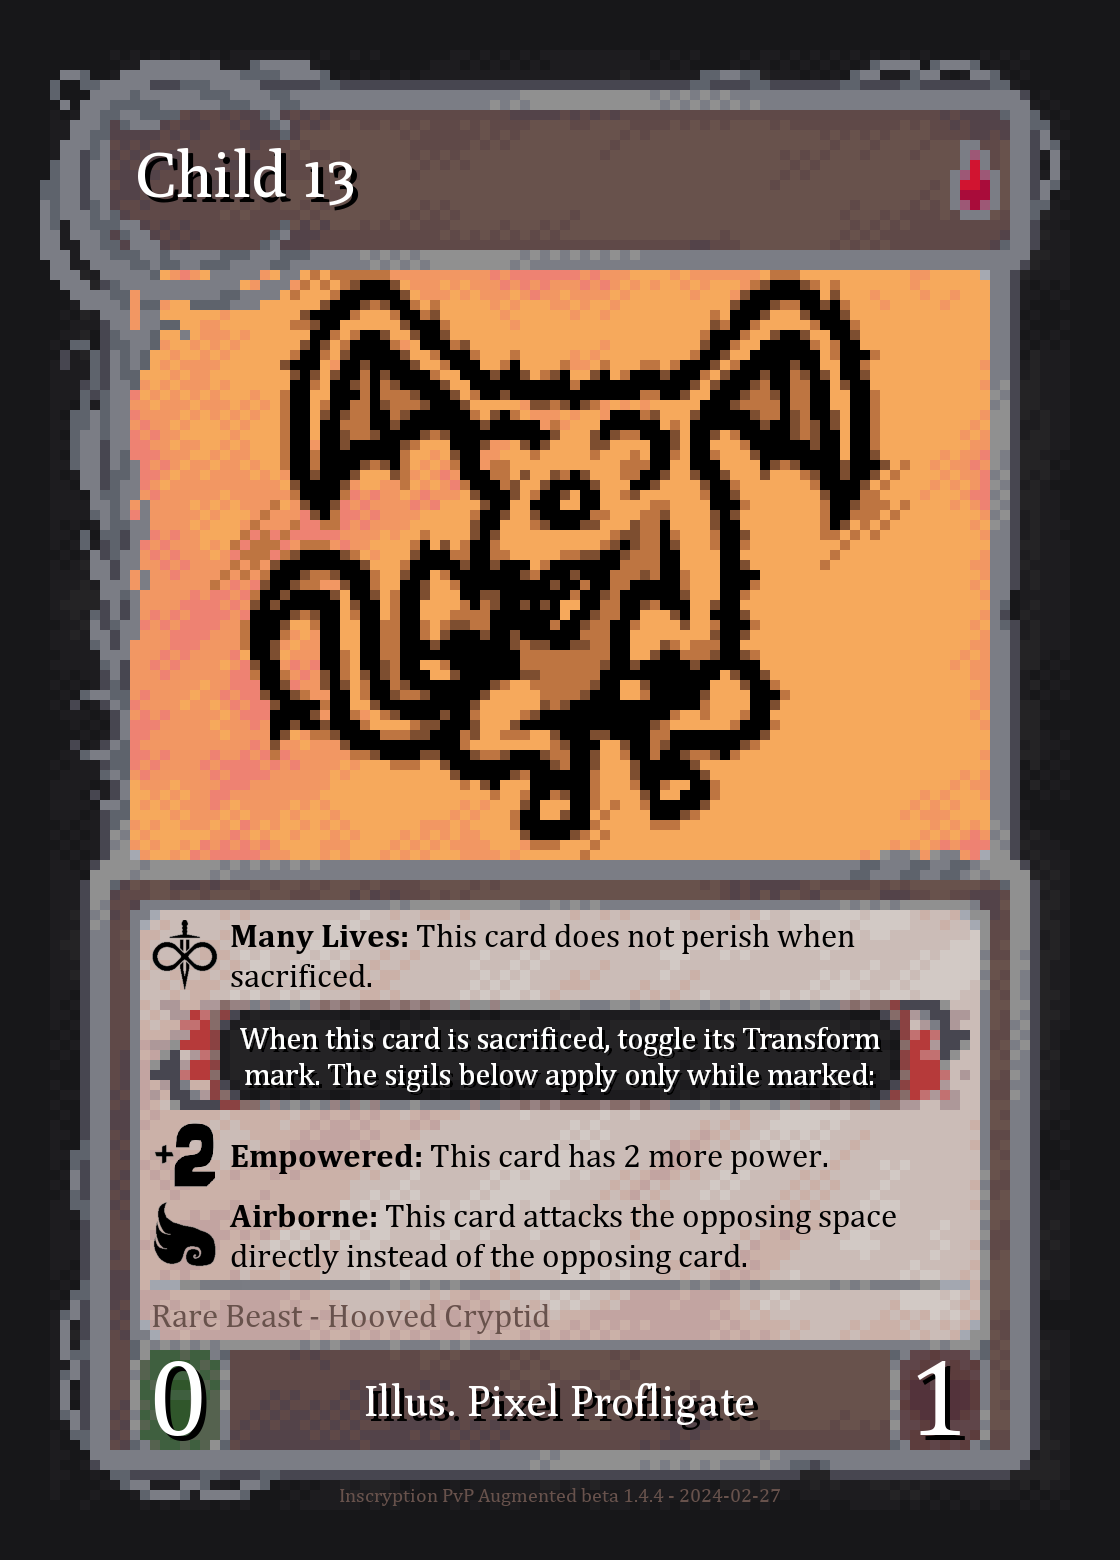 Child 13
Many Lives: This card does not perish when
sacrificed.
When this card is sacrificed, toggle its Transform
mark. The sigils below apply only while marked:
+2 Empowered: This card has 2 more power.
Airborne: This card attacks the opposing space
directly instead of the opposing card.
Rare Beast - Hooved Cryptid
0 Illus. Pixel Profligate 1
Inscryption PvP Augmented beta 1.4.4 - 2024-02-27